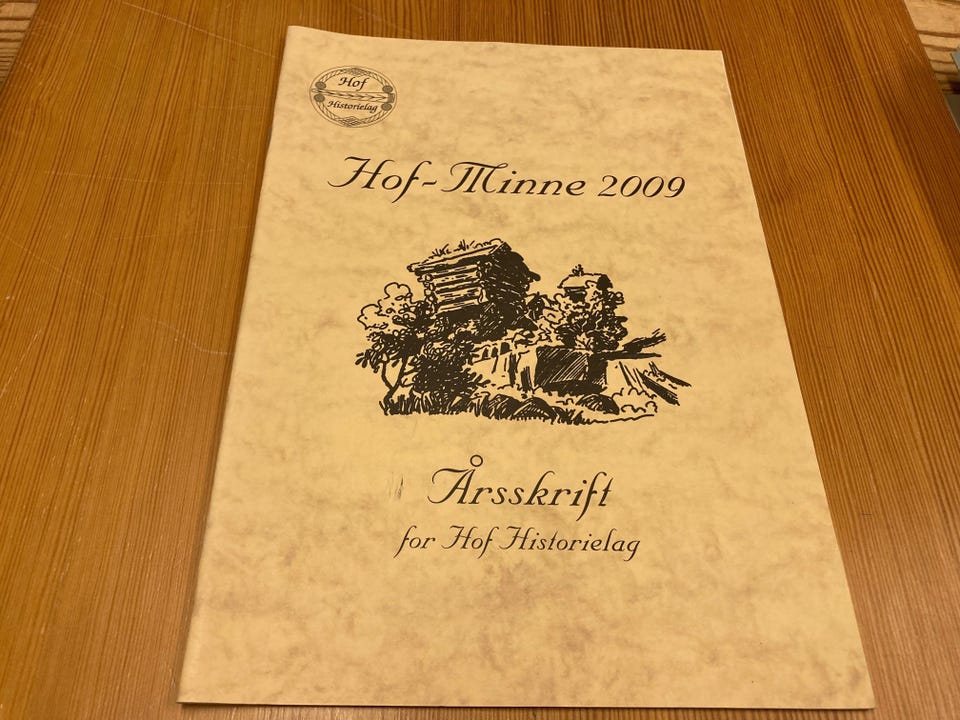 Hof
Historielag
Hof-Minne 2009
Årsskrift
for Hof Historielag